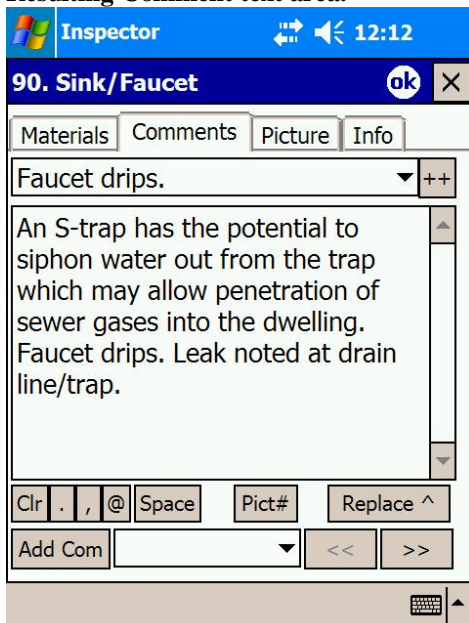 Resulting Comment text area:
Inspector 12:12
90. Sink/Faucet ok ×
Materials Comments Picture Info
Faucet drips. ++
An S-trap has the potential to
siphon water out from the trap
which may allow penetration of
sewer gases into the dwelling.
Faucet drips. Leak noted at drain
line/trap.
Clr . , @ Space Pict# Replace ^
Add Com << >>